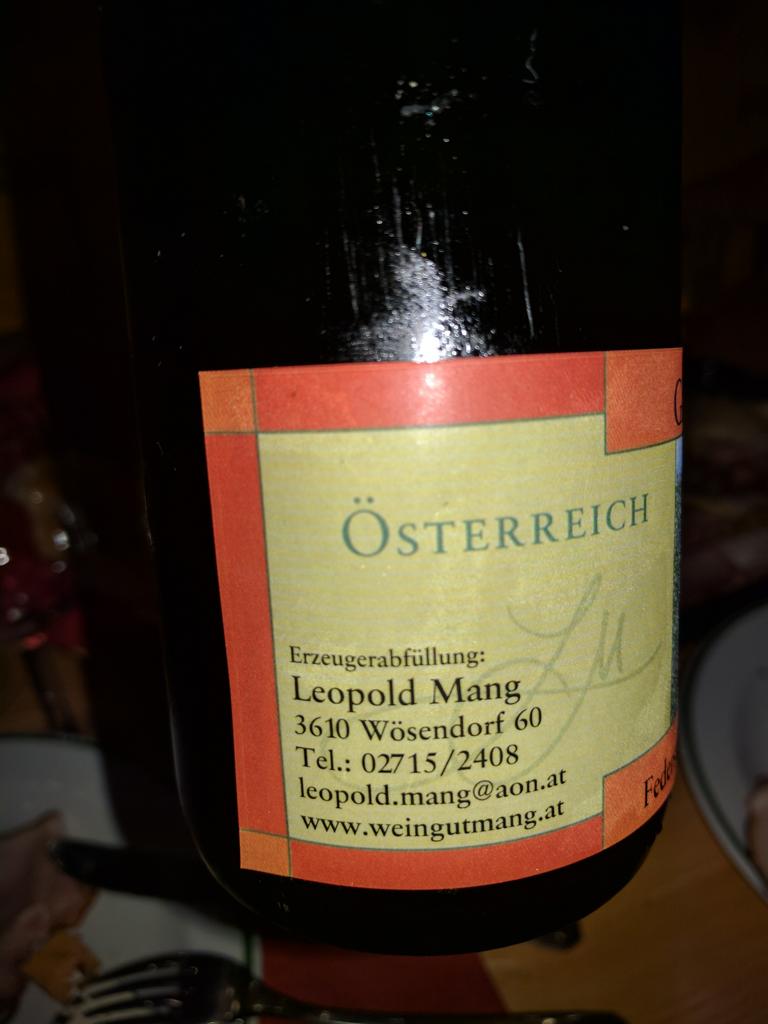 Österreich
Erzeugerabfüllung:
Leopold Mang
3610 Wösendorf 60
Tel.: 02715/2408
leopold.mang@aon.at
www.weingutmang.at